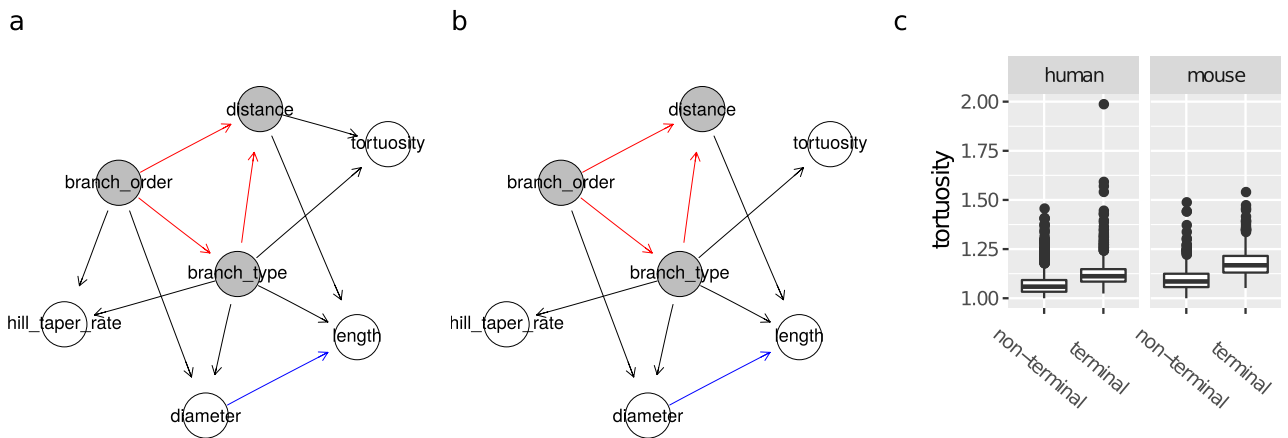 a
distance
tortuosity
branch_order
branch_type
hill_taper_rate
length
diameter
b
distance
tortuosity
branch_order
branch_type
hill_taper_rate
length
diameter
c
human
mouse
2.00
1.75
1.50
1.25
1.00
tortuosity
non−terminal
terminal
non−terminal
terminal